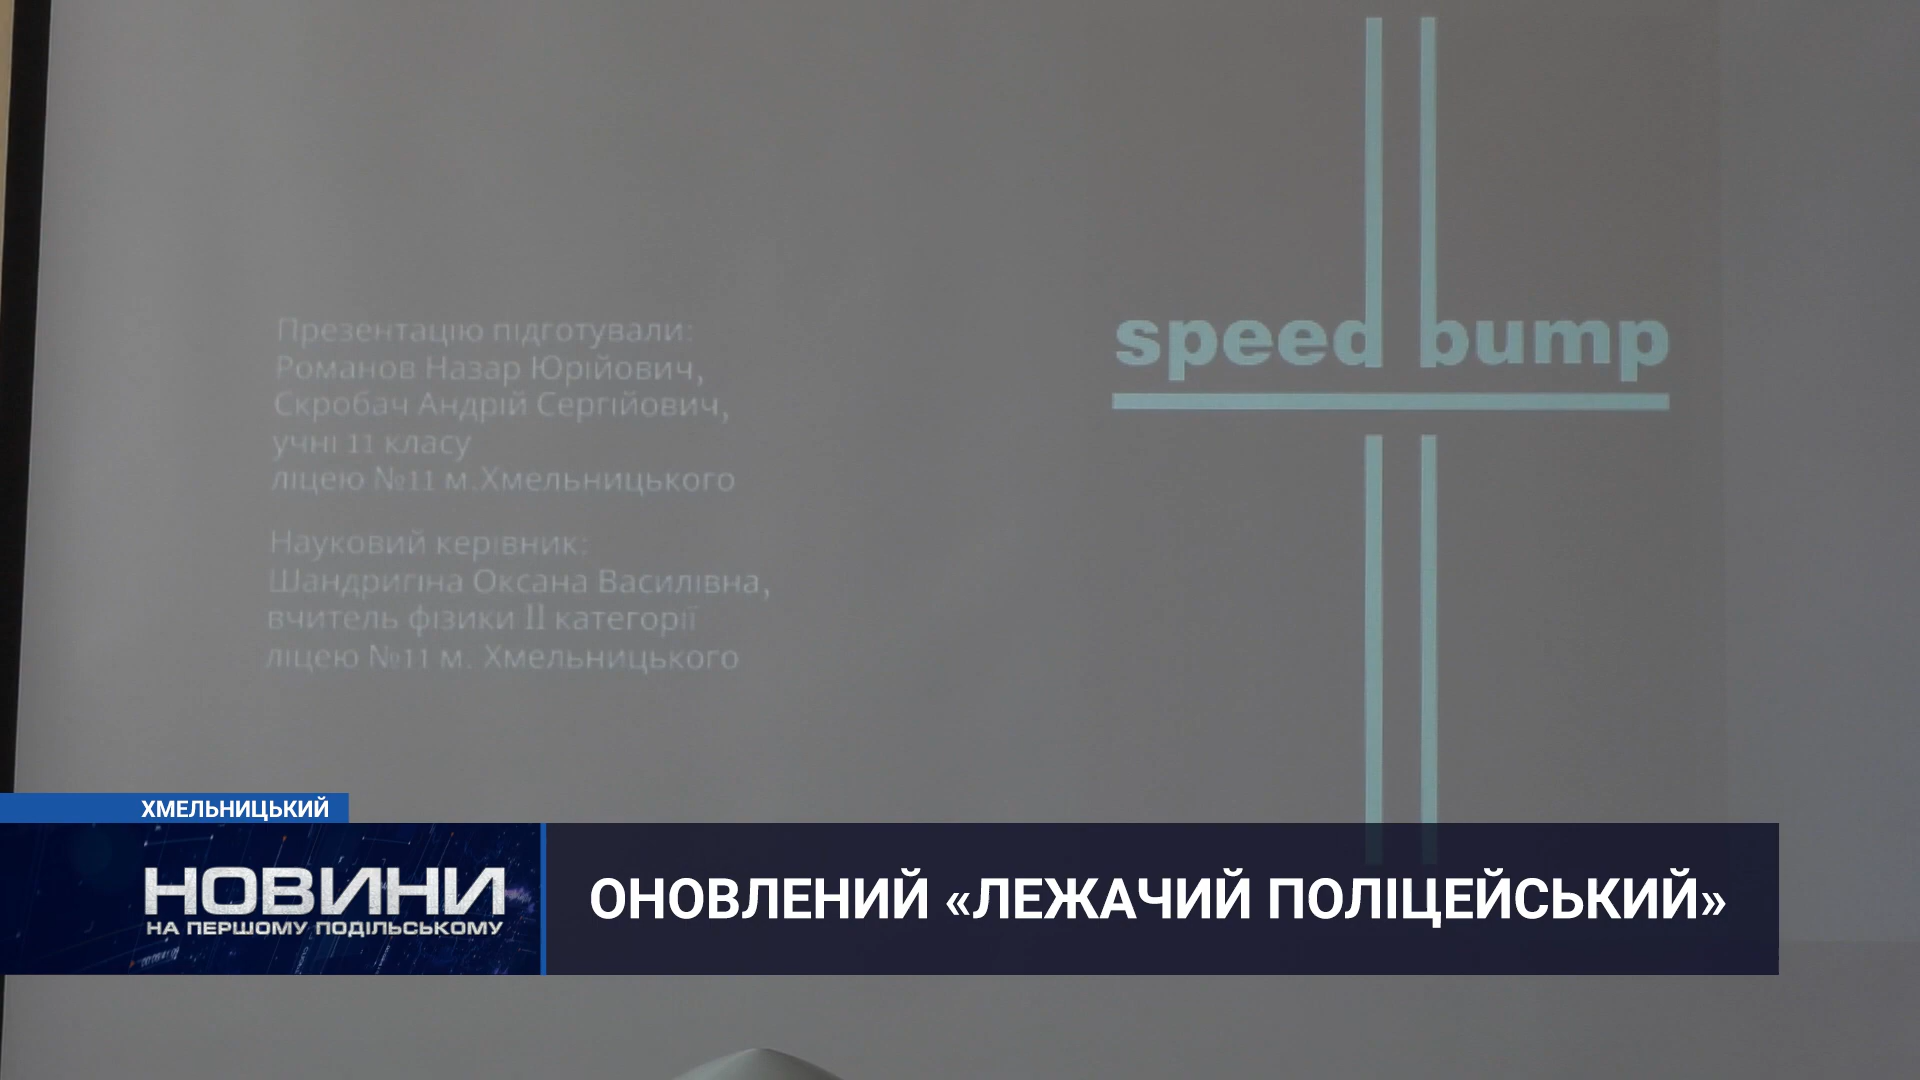 speed bump
Презентацію підготували:
Романов Назар Юрійович,
Скробач Андрій Сергійович,
учні 11 класу
ліцею №11 м.Хмельницького
Науковий керівник:
Шандригіна Оксана Василівна,
вчитель фізики II категорії
ліцею №11 м. Хмельницького
ХМЕЛЬНИЦЬКИЙ
НОВИНИ
НА ПЕРШОМУ ПОДІЛЬСЬКОМУ
ОНОВЛЕНИЙ «ЛЕЖАЧИЙ ПОЛІЦЕЙСЬКИЙ»